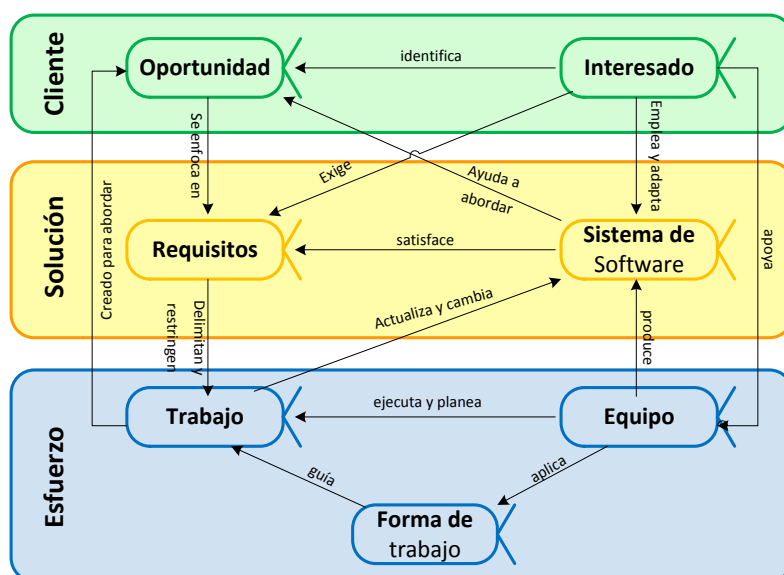 Cliente
Oportunidad
identifica
Interesado
Se enfoca en
Emplea y adapta
Exige
Ayuda a
abordar
Creado para abordar
apoya
Solución
Requisitos
satisface
Sistema de
Software
Delimitan y
restringen
Actualiza y cambia
produce
Esfuerzo
Trabajo
ejecuta y planea
Equipo
guía
aplica
Forma de
trabajo